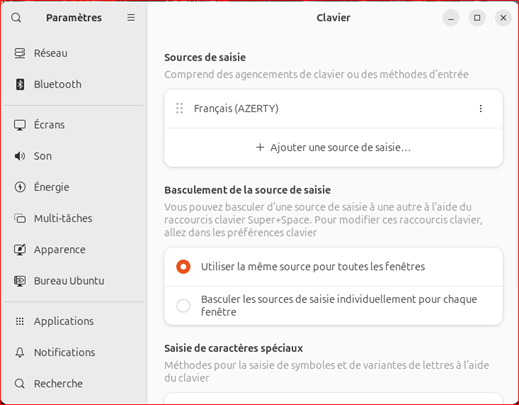 Paramètres
Clavier
Réseau
Bluetooth
Écrans
Son
Énergie
Multi-tâches
Apparence
Bureau Ubuntu
Applications
Notifications
Recherche
Sources de saisie
Comprend des agencements de clavier ou des méthodes d'entrée
Français (AZERTY)
+ Ajouter une source de saisie…
Basculement de la source de saisie
Vous pouvez basculer d'une source de saisie à une autre à l'aide du
raccourcis clavier Super+Space. Pour modifier ces raccourcis clavier,
allez dans les préférences clavier
Utiliser la même source pour toutes les fenêtres
Basculer les sources de saisie individuellement pour chaque
fenêtre
Saisie de caractères spéciaux
Méthodes pour la saisie de symboles et de variantes de lettres à l'aide
du clavier